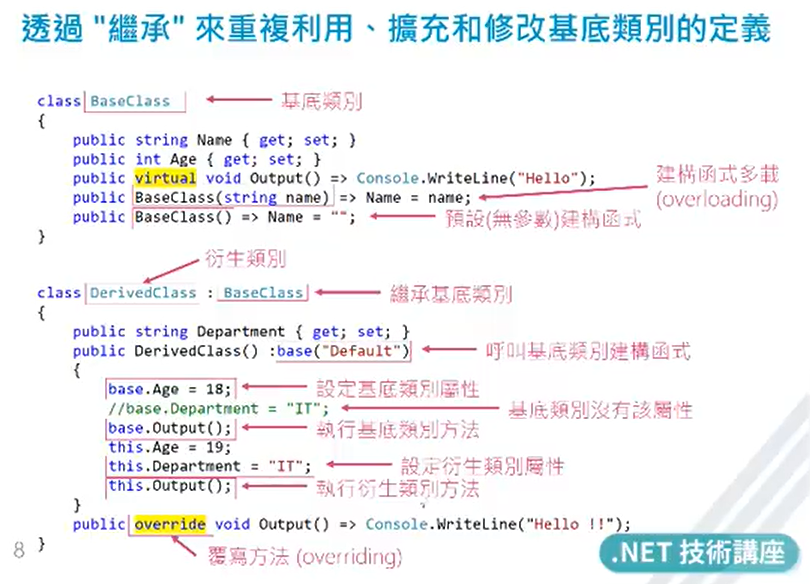 透過 "繼承" 來重複利用、擴充和修改基底類別的定義
class BaseClass 基底類別
{
public string Name { get; set; }
public int Age { get; set; }
public virtual void Output() => Console.WriteLine("Hello");
public BaseClass(string name) => Name = name; 建構函式多載
(overloading)
public BaseClass() => Name = ""; 預設(無參數)建構函式
}
衍生類別
class DerivedClass : BaseClass 繼承基底類別
{
public string Department { get; set; }
public DerivedClass() :base("Default") 呼叫基底類別建構函式
{
base.Age = 18; 設定基底類別屬性
//base.Department = "IT"; 基底類別沒有該屬性
base.Output(); 執行基底類別方法
this.Age = 19;
this.Department = "IT"; 設定衍生類別屬性
this.Output(); 執行衍生類別方法
}
public override void Output() => Console.WriteLine("Hello !!");
}
覆寫方法 (overriding)
8
.NET 技術講座